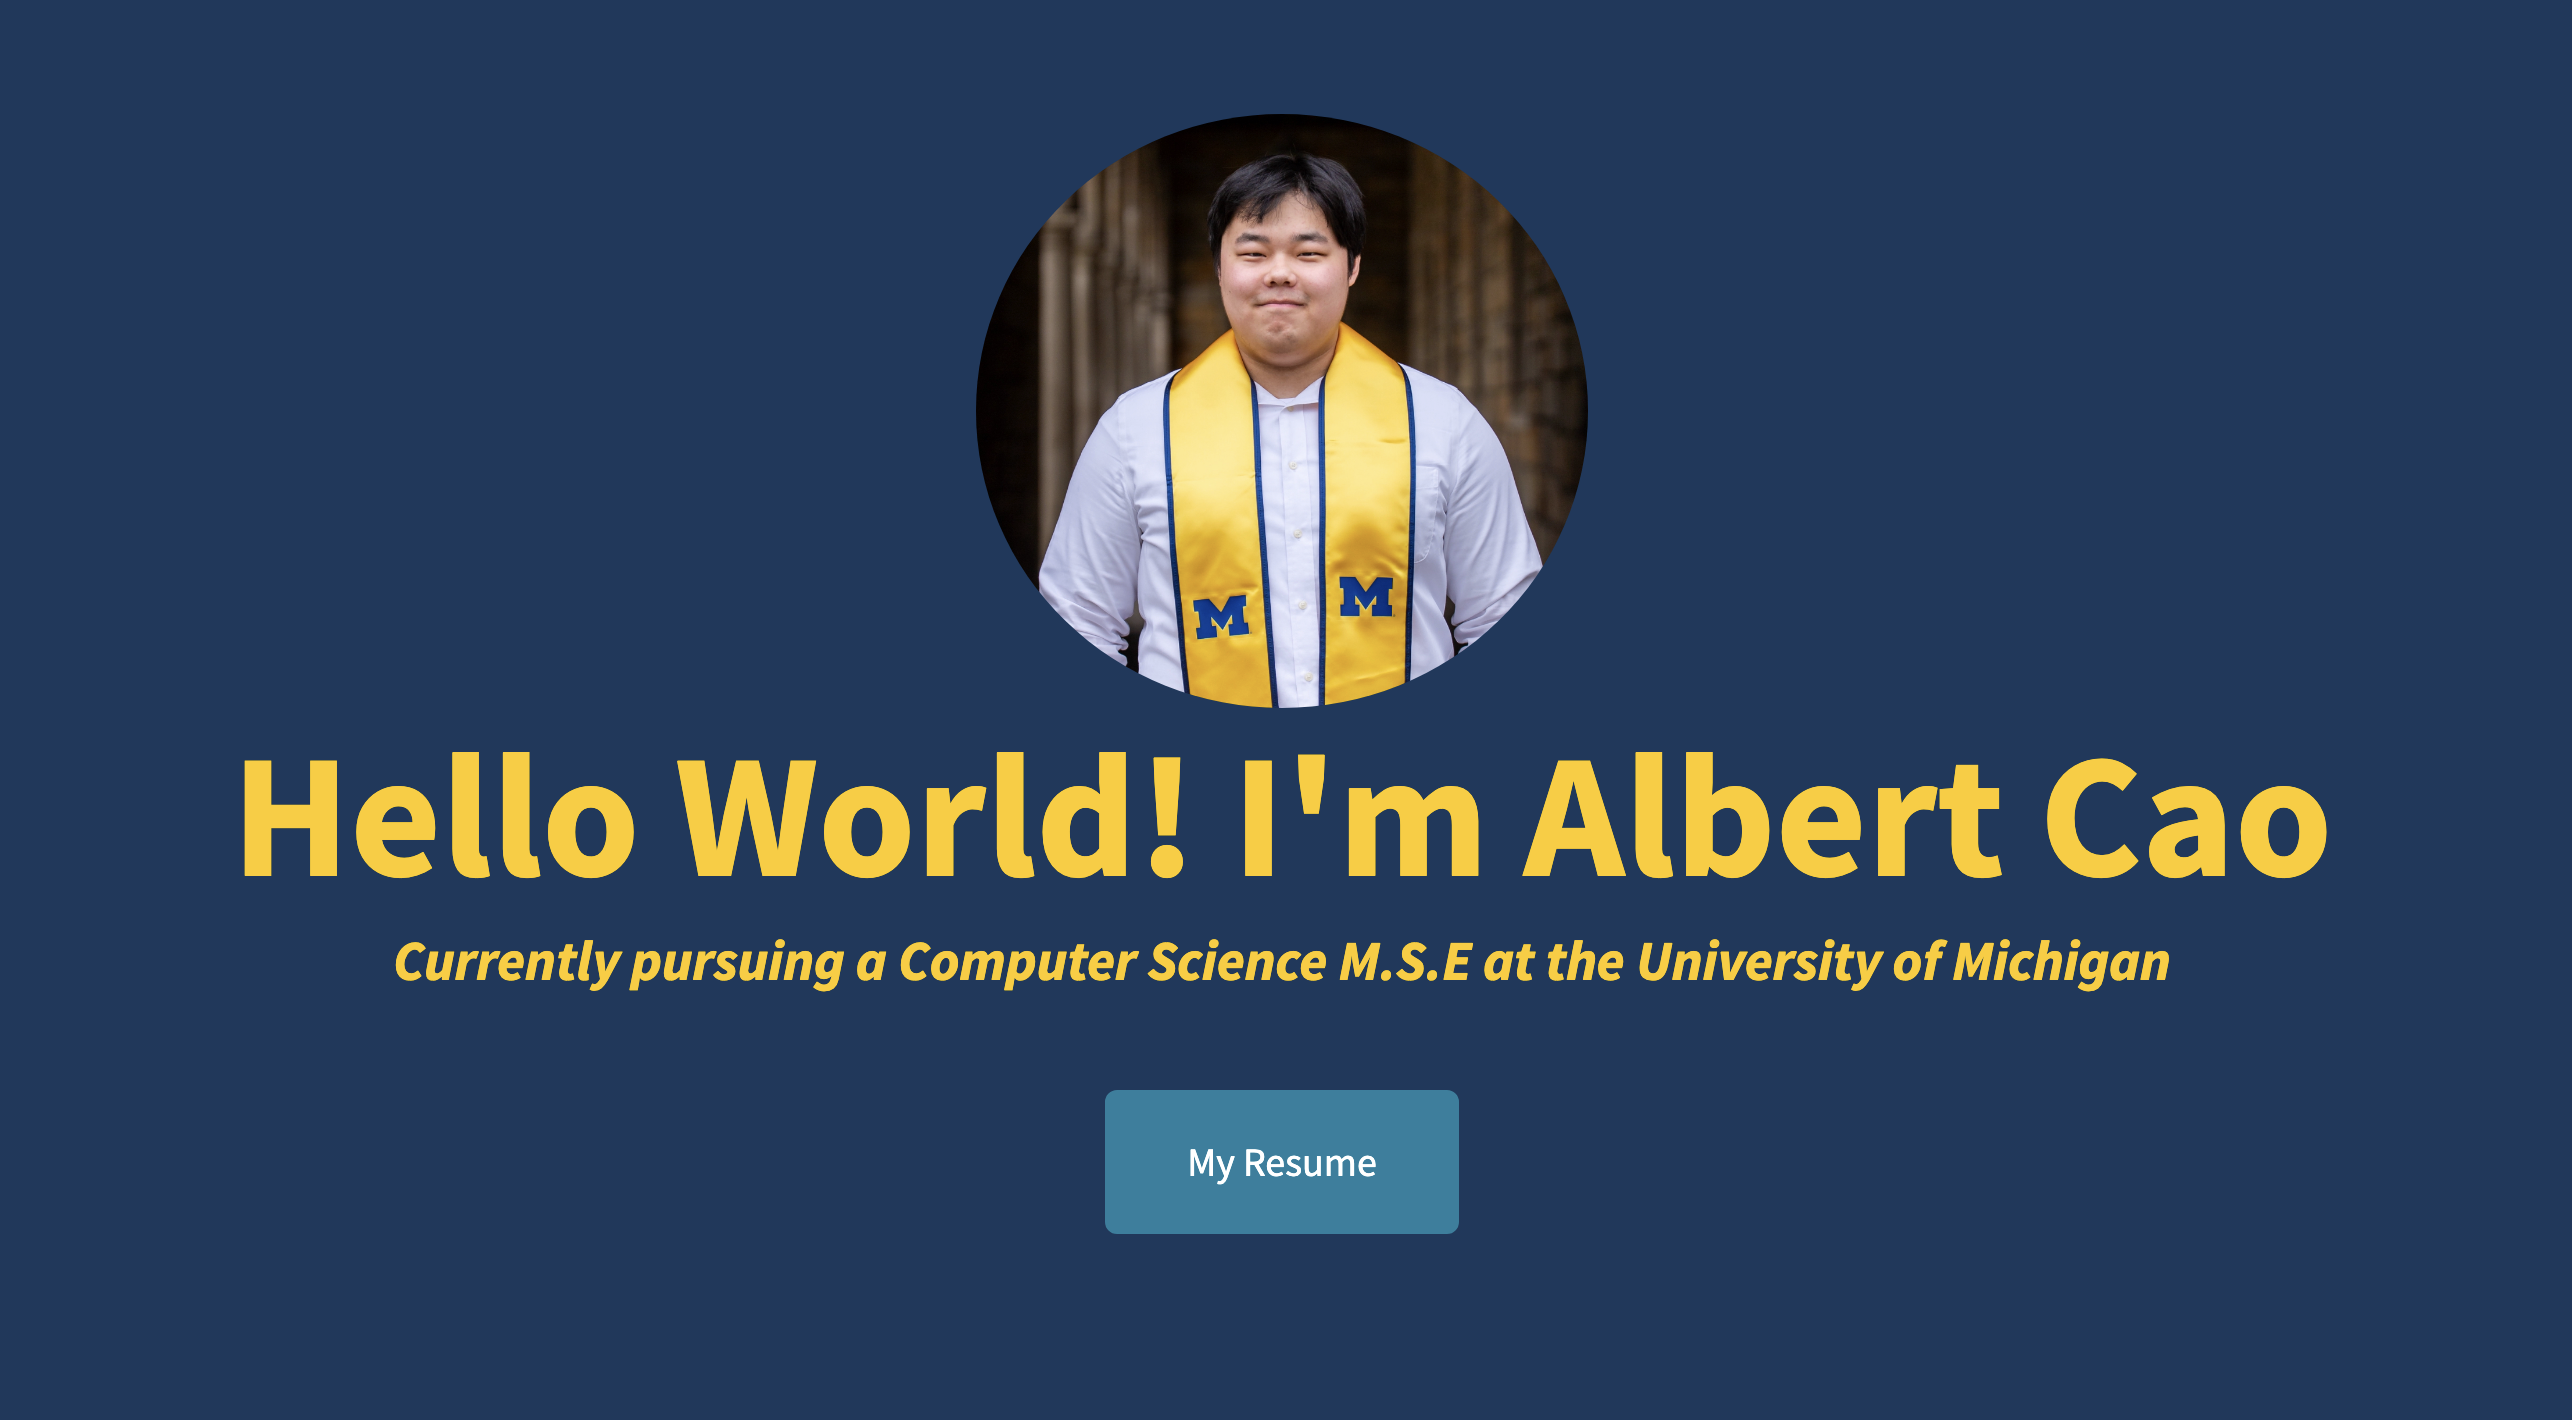 M M
Hello World! I'm Albert Cao
Currently pursuing a Computer Science M.S.E at the University of Michigan
My Resume